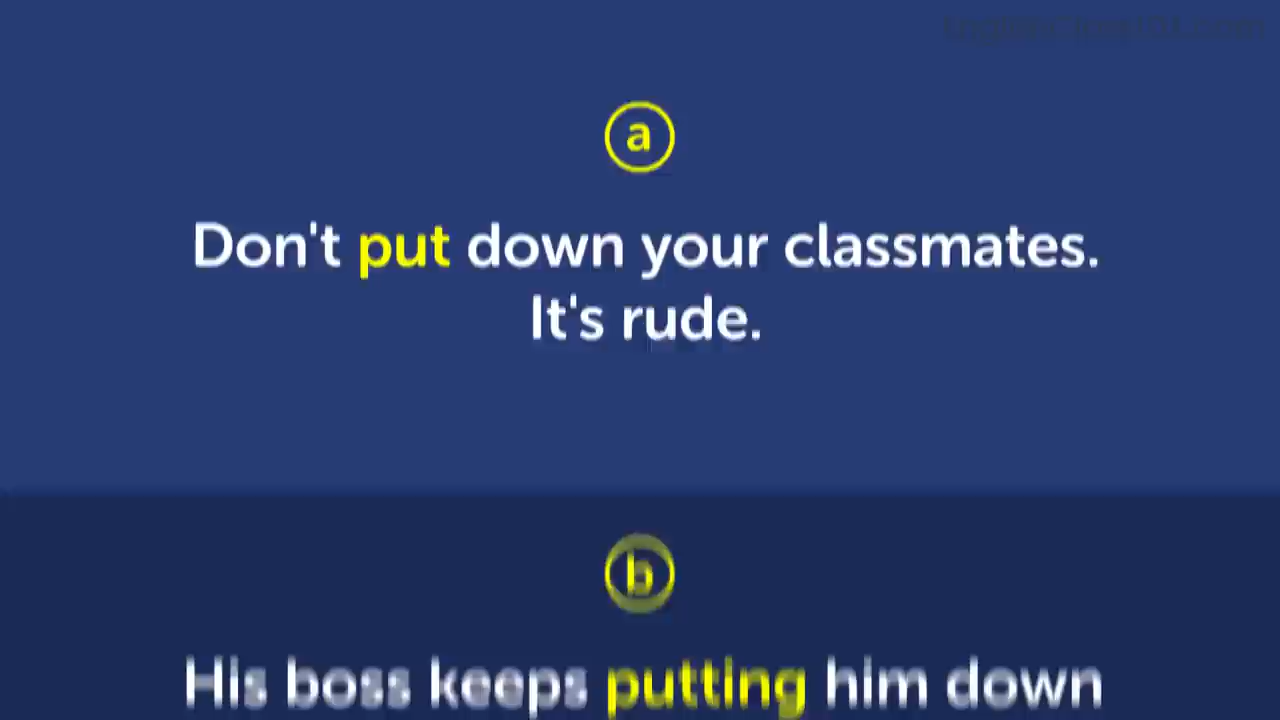 a
Don't put down your classmates.
It's rude.
b
His boss keeps putting him down